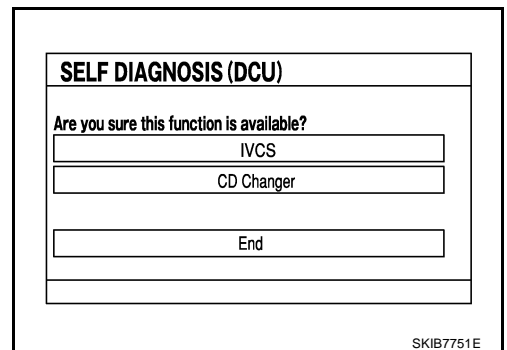 SELF DIAGNOSIS (DCU)
Are you sure this function is available?
IVCS
CD Changer
End
SKIB7751E